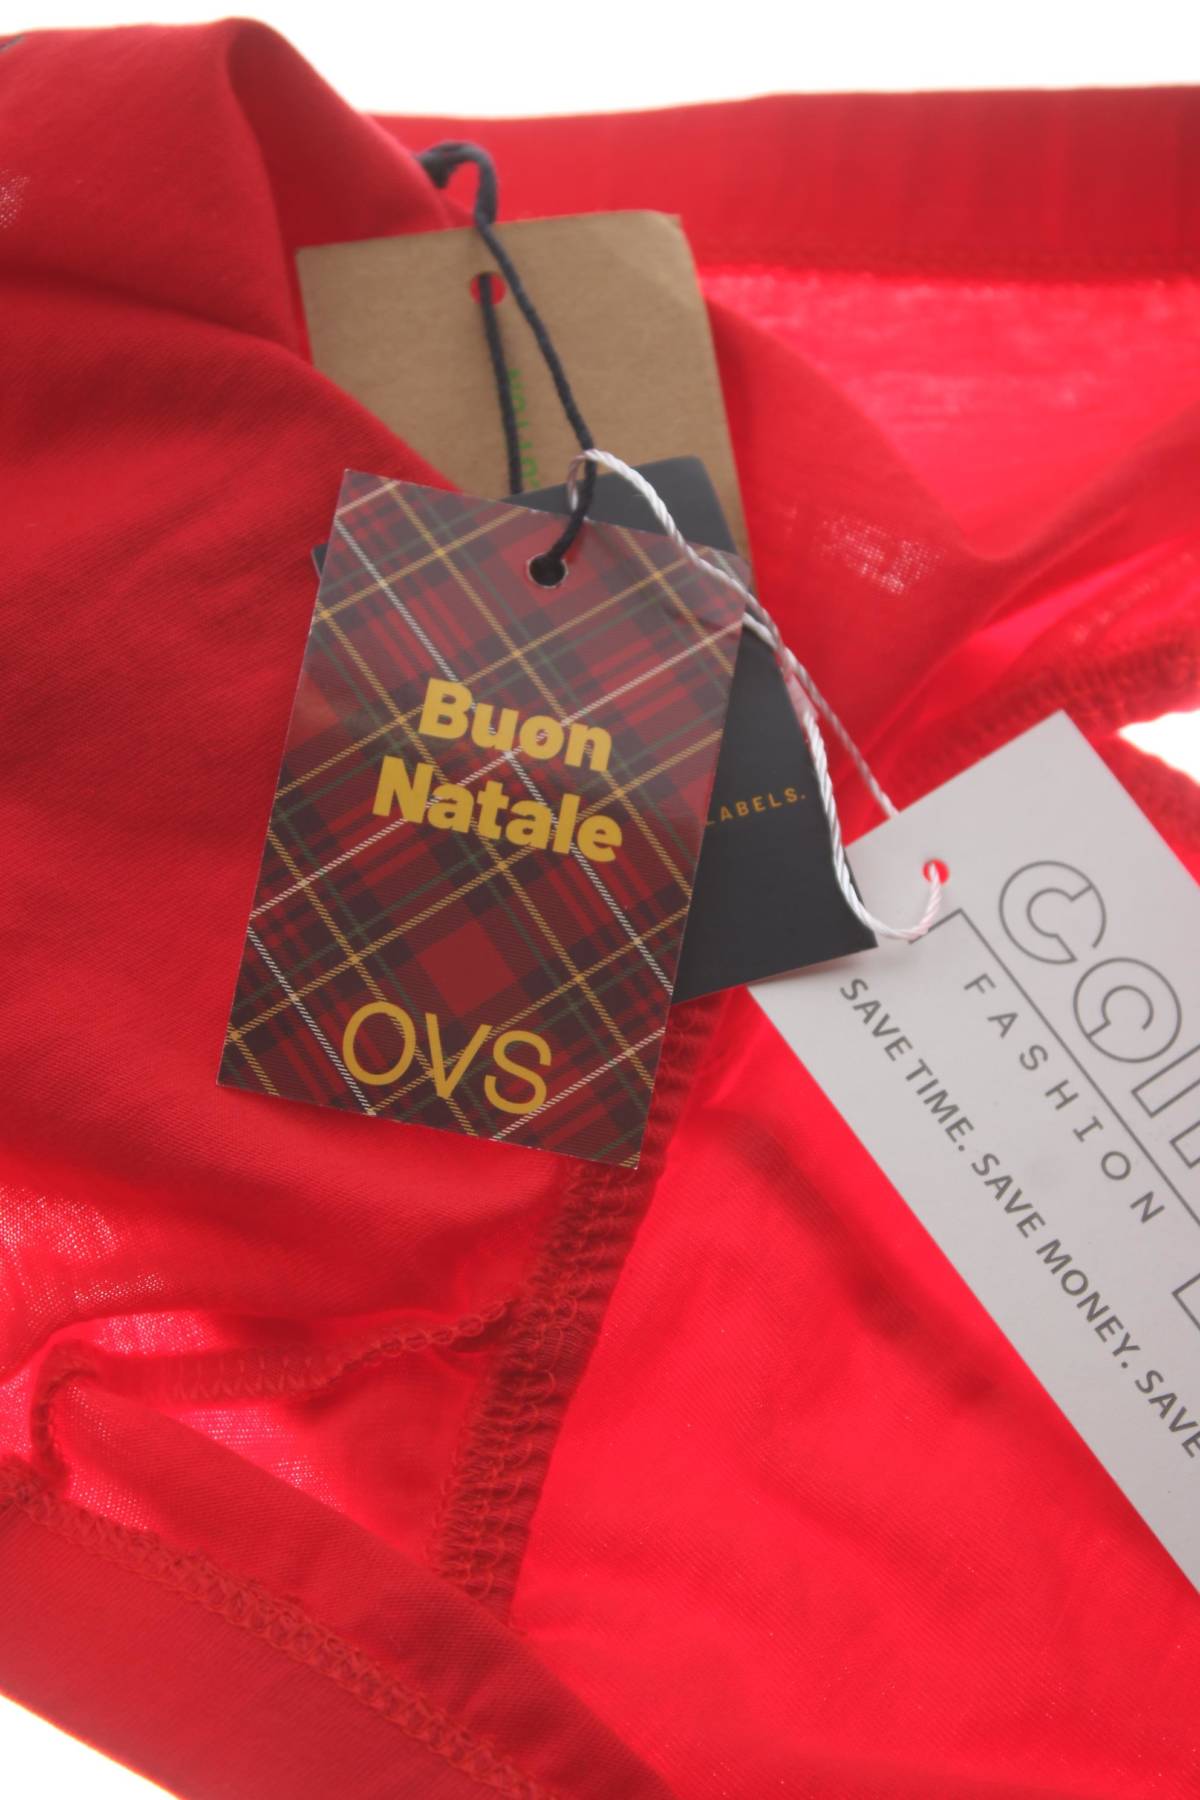 Buon
Natale
OVS
LABELS.
FASHION
SAVE TIME. SAVE MONEY. SAVE